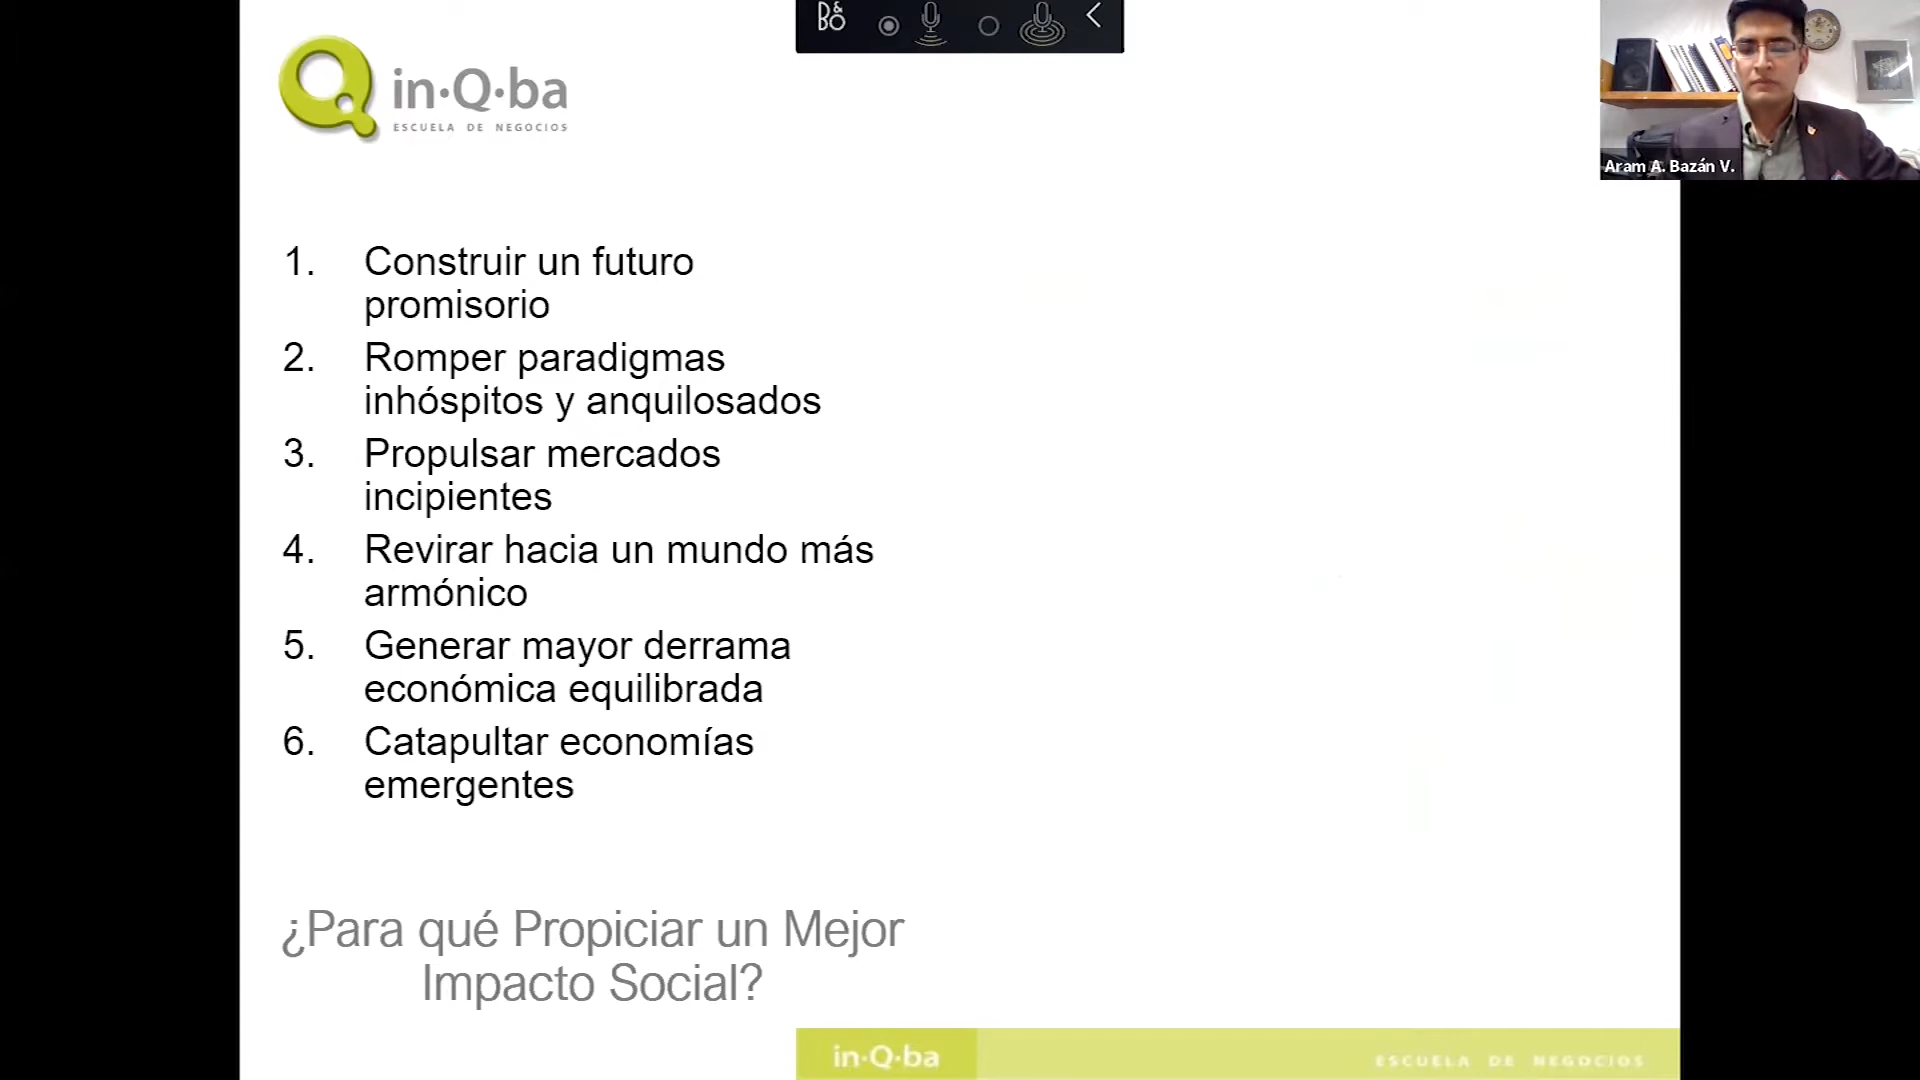 B&O
in·Q·ba
ESCUELA DE NEGOCIOS
Aram A. Bazán V.
1. Construir un futuro
promisorio
2. Romper paradigmas
inhóspitos y anquilosados
3. Propulsar mercados
incipientes
4. Revirar hacia un mundo más
armónico
5. Generar mayor derrama
económica equilibrada
6. Catapultar economías
emergentes
¿Para qué Propiciar un Mejor
Impacto Social?
in·Q·ba
ESCUELA DE NEGOCIOS